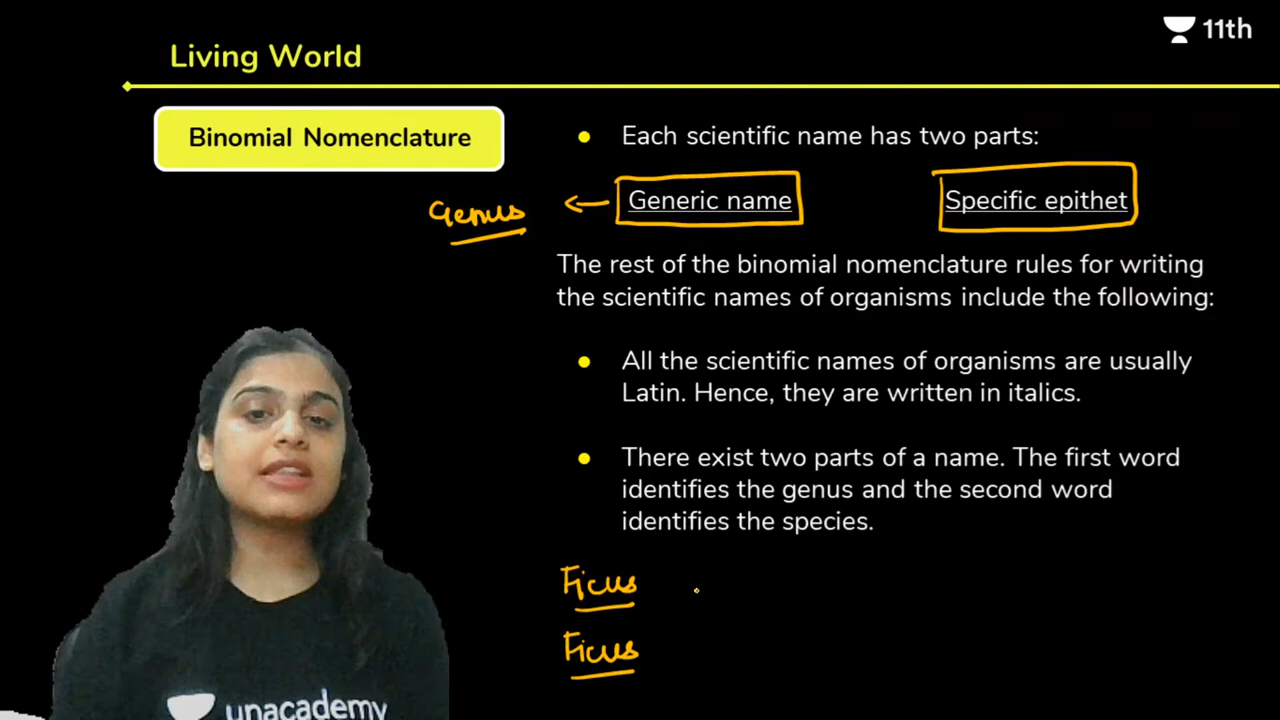 11th
Living World
Binomial Nomenclature
• Each scientific name has two parts:
Genus ← Generic name Specific epithet
The rest of the binomial nomenclature rules for writing
the scientific names of organisms include the following:
• All the scientific names of organisms are usually
Latin. Hence, they are written in italics.
• There exist two parts of a name. The first word
identifies the genus and the second word
identifies the species.
Ficus
Ficus
unacademy